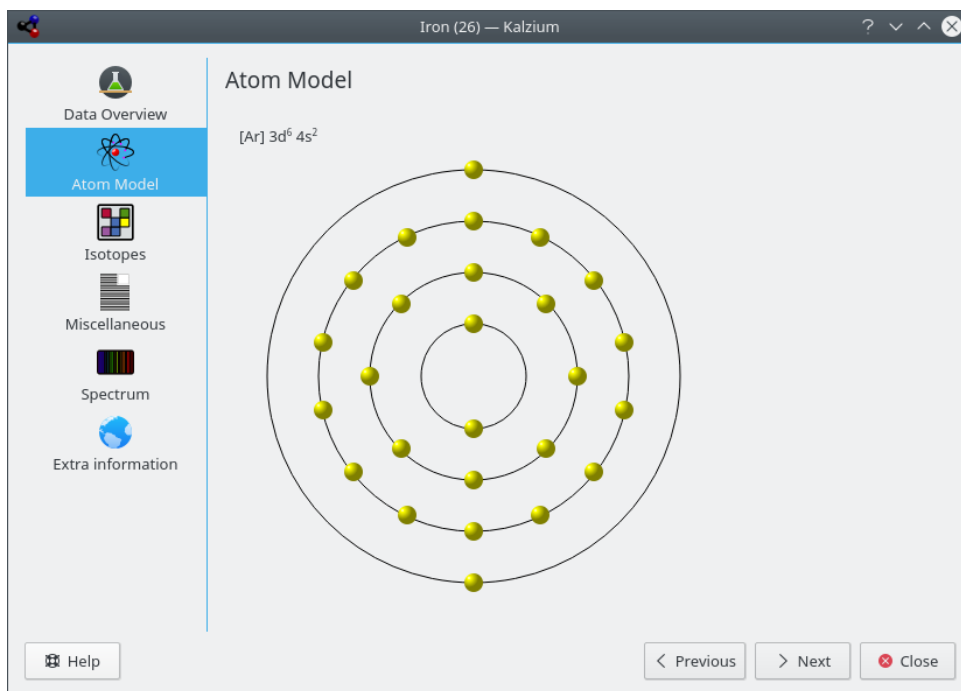 Iron (26) — Kalzium
Data Overview
Atom Model
Isotopes
Miscellaneous
Spectrum
Extra information
Atom Model
[Ar] 3d⁶ 4s²
Help
Previous
Next
Close